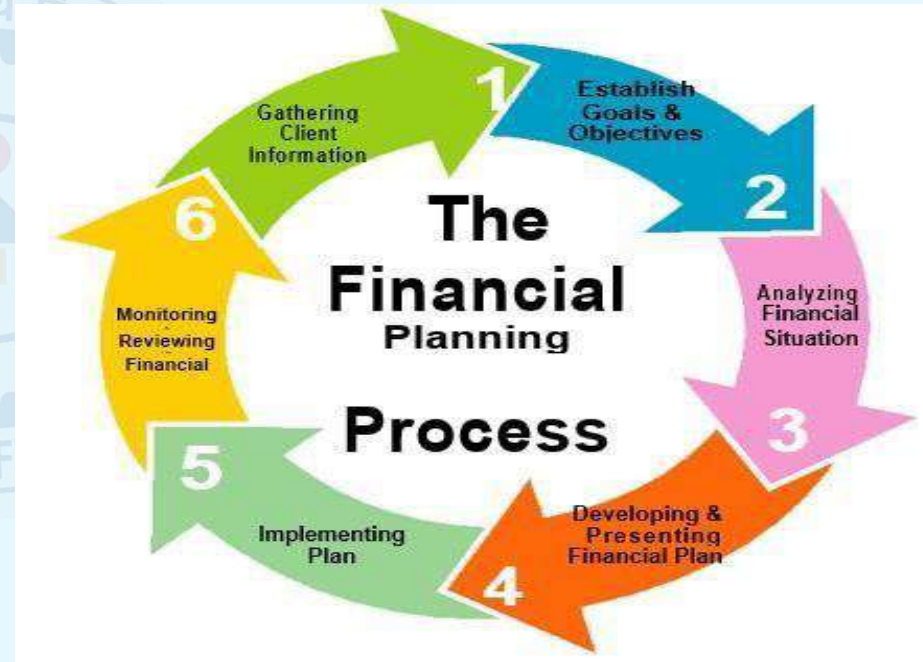 The
Financial
Planning
Process
1
Gathering
Client
Information
2
Establish
Goals &
Objectives
3
Analyzing
Financial
Situation
4
Developing &
Presenting
Financial Plan
5
Implementing
Plan
6
Monitoring
Reviewing
Financial